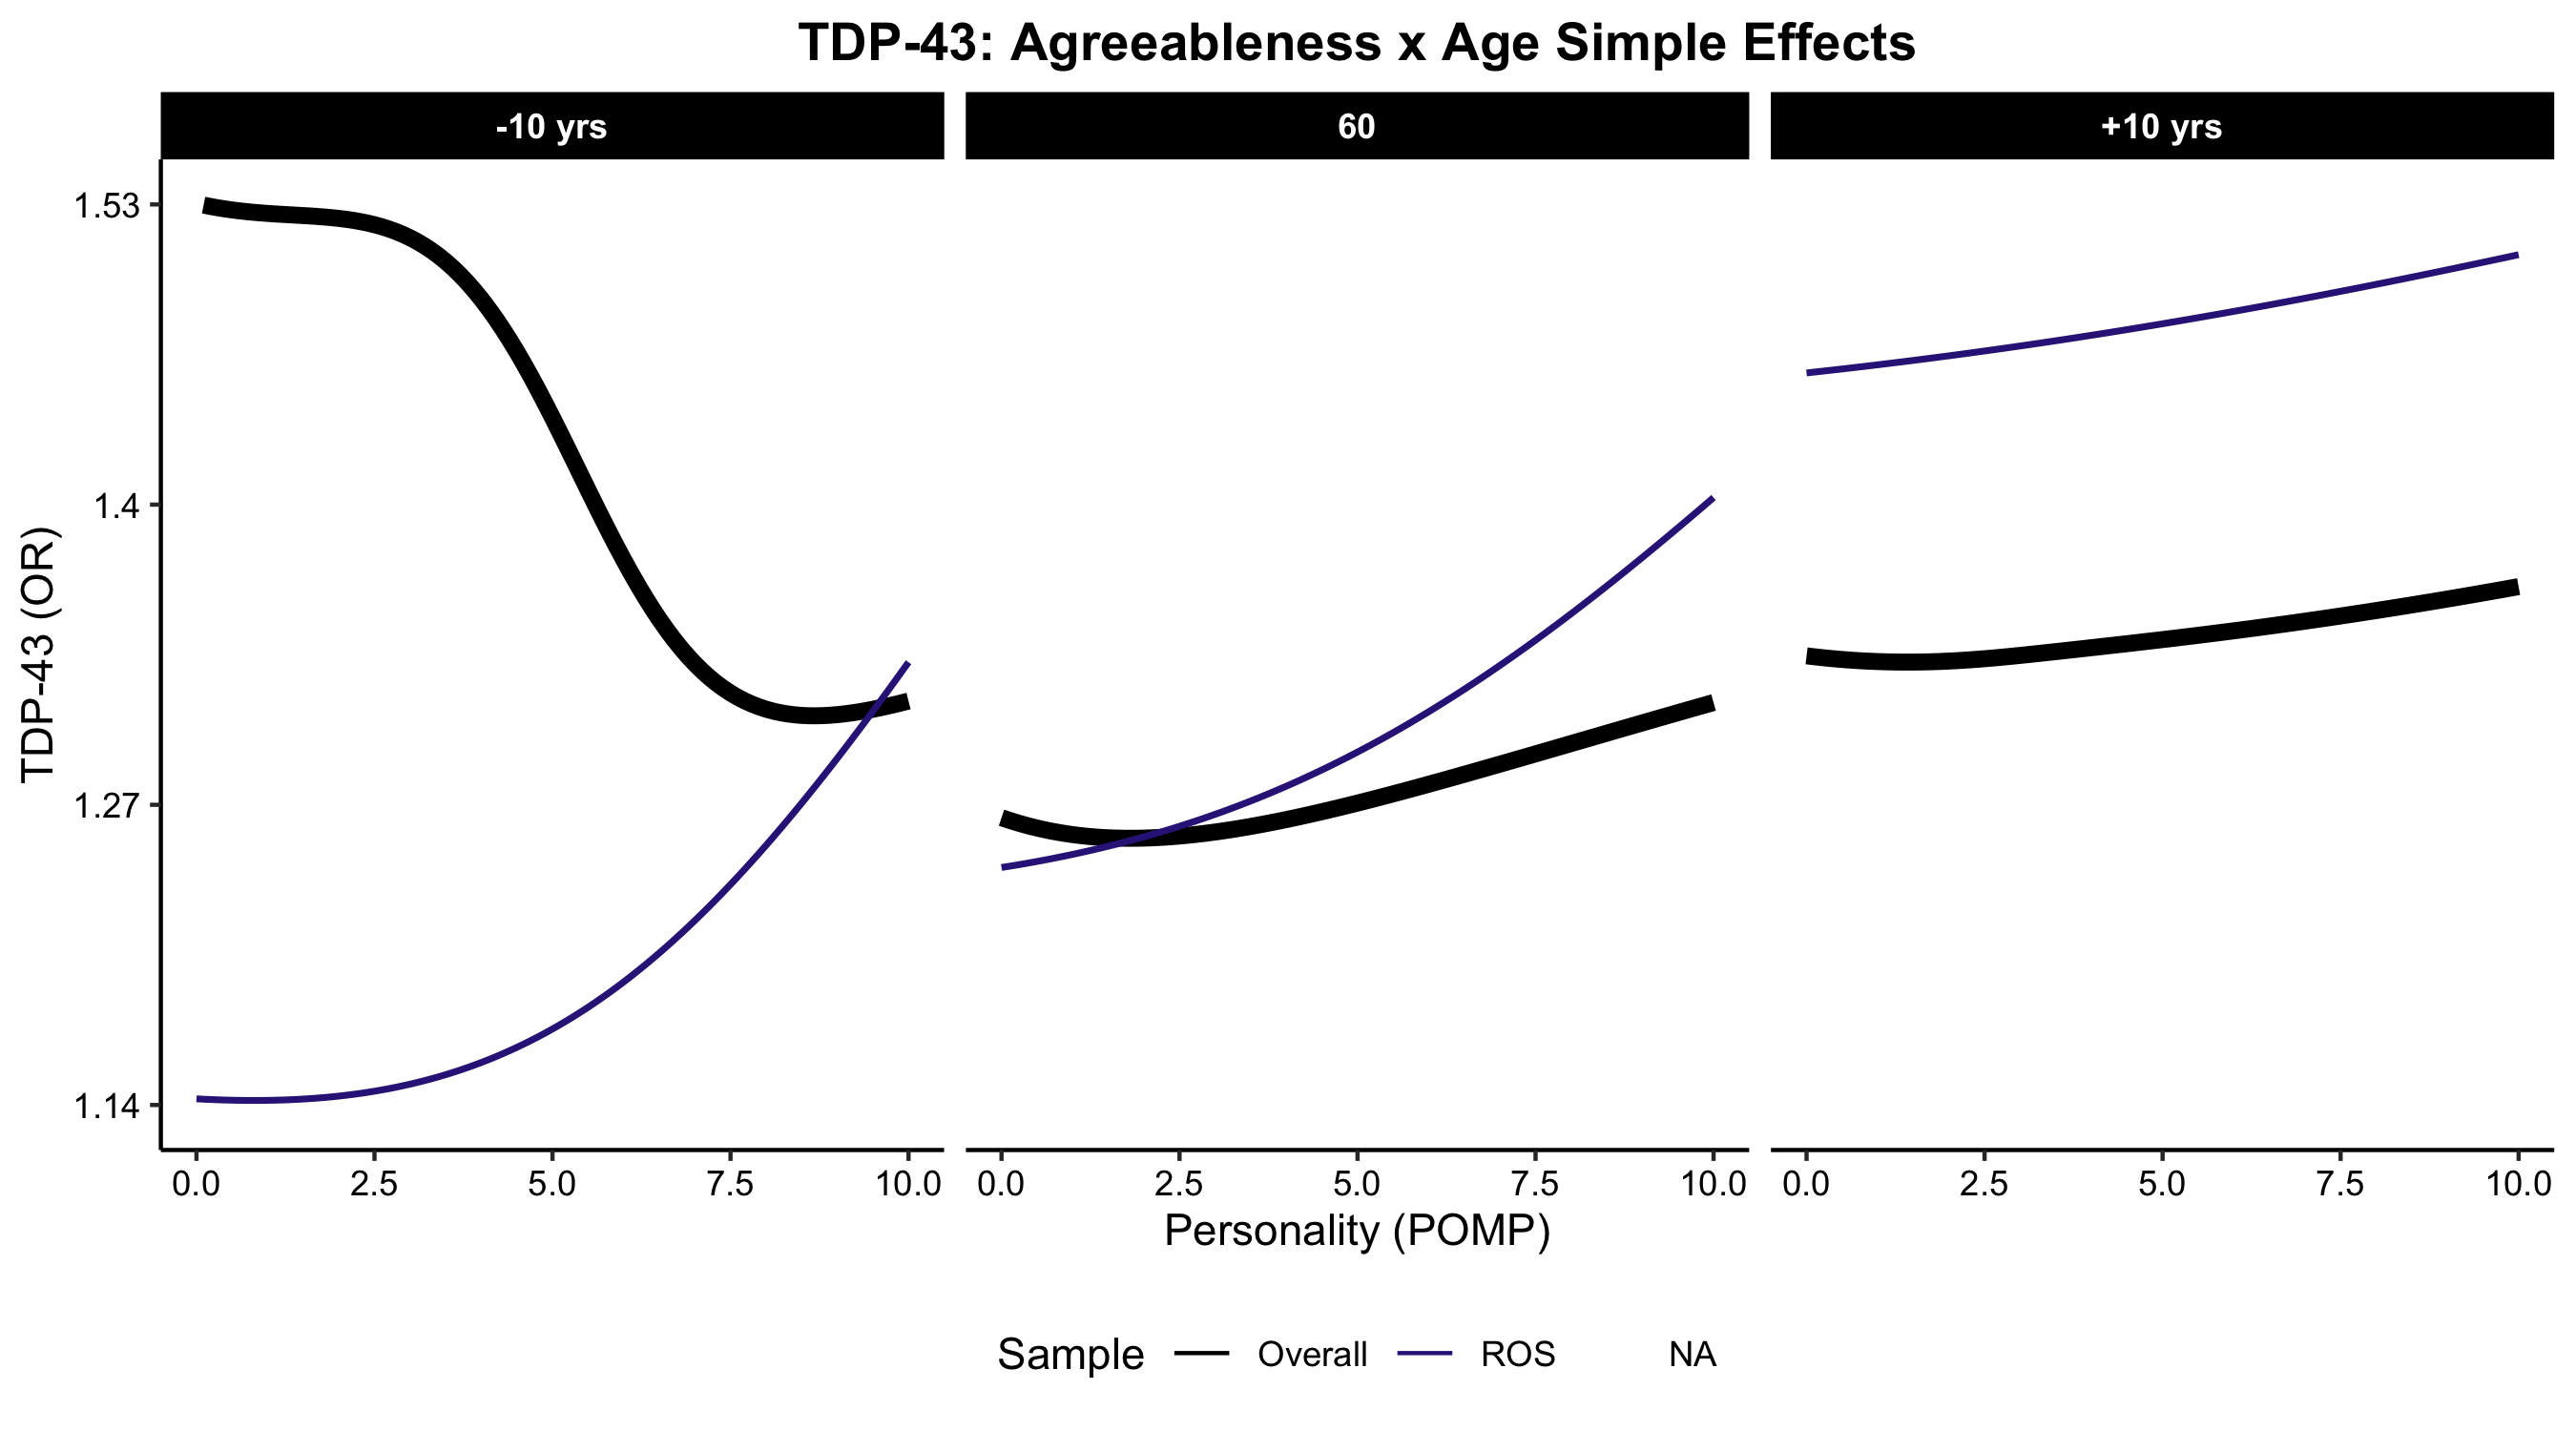 TDP-43: Agreeableness x Age Simple Effects
-10 yrs
60
+10 yrs
TDP-43 (OR)
1.53
1.4
1.27
1.14
0.0 2.5 5.0 7.5 10.0
0.0 2.5 5.0 7.5 10.0
0.0 2.5 5.0 7.5 10.0
Personality (POMP)
Sample Overall ROS NA